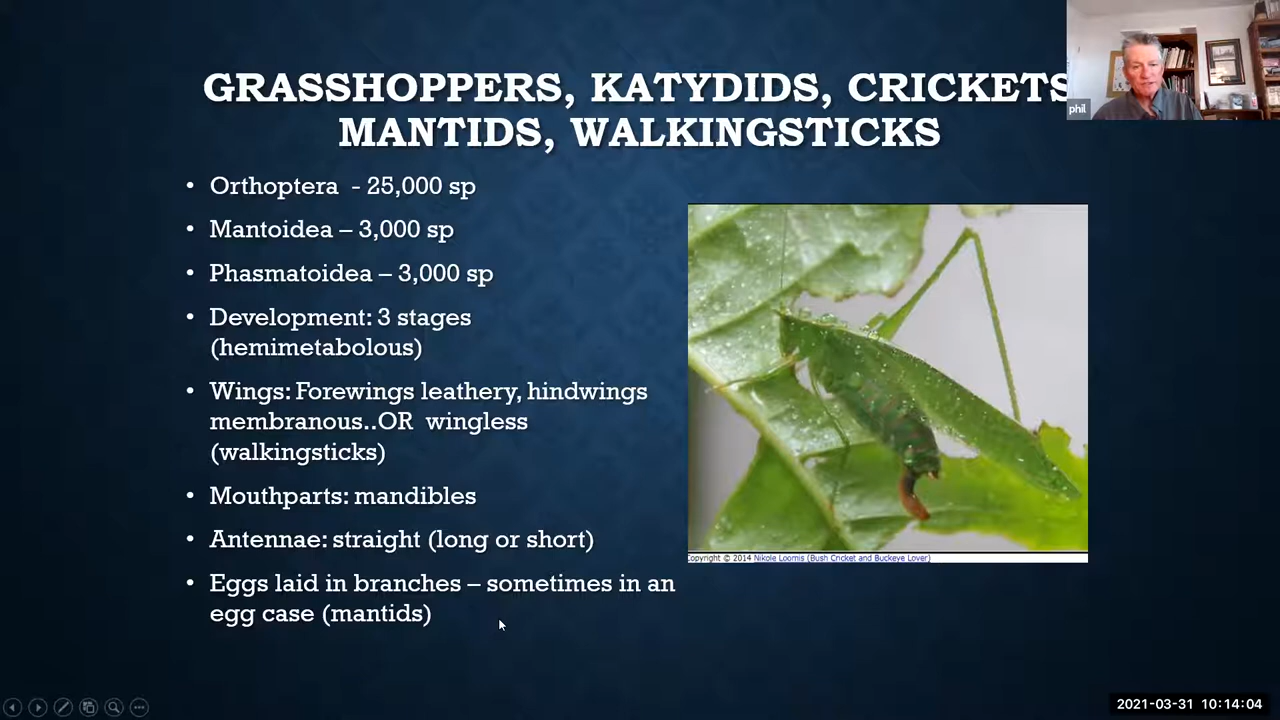 GRASSHOPPERS, KATYDIDS, CRICKETS
MANTIDS, WALKINGSTICKS
phil
• Orthoptera - 25,000 sp
• Mantoidea – 3,000 sp
• Phasmatoidea – 3,000 sp
• Development: 3 stages
(hemimetabolous)
• Wings: Forewings leathery, hindwings
membranous..OR wingless
(walkingsticks)
• Mouthparts: mandibles
• Antennae: straight (long or short)
• Eggs laid in branches – sometimes in an
egg case (mantids)
Copyright © 2014 Nikole Loomis (Bush Cricket and Buckeye Lover)
2021-03-31 10:14:04